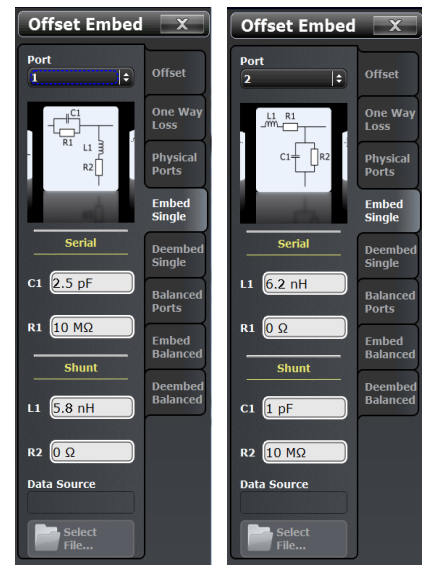 Offset Embed X
Port
1
Offset
One Way
Loss
Physical
Ports
Embed
Single
Deembed
Single
Balanced
Ports
Embed
Balanced
Deembed
Balanced
C1
R1
L1
R2
Serial
C1 2.5 pF
R1 10 MΩ
Shunt
L1 5.8 nH
R2 0 Ω
Data Source
Select
File...
Offset Embed X
Port
2
Offset
One Way
Loss
Physical
Ports
Embed
Single
Deembed
Single
Balanced
Ports
Embed
Balanced
Deembed
Balanced
L1 R1
C1 R2
Serial
L1 6.2 nH
R1 0 Ω
Shunt
C1 1 pF
R2 10 MΩ
Data Source
Select
File...